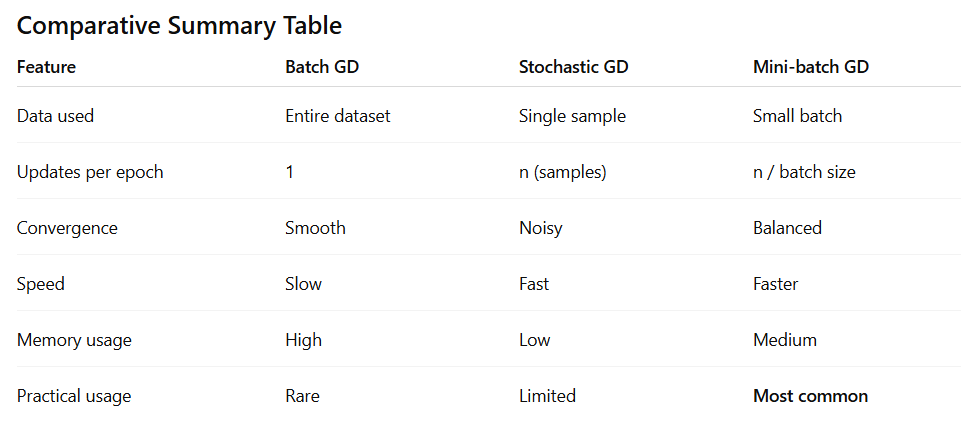 Comparative Summary Table
Feature Batch GD Stochastic GD Mini-batch GD
Data used Entire dataset Single sample Small batch
Updates per epoch 1 n (samples) n / batch size
Convergence Smooth Noisy Balanced
Speed Slow Fast Faster
Memory usage High Low Medium
Practical usage Rare Limited Most common